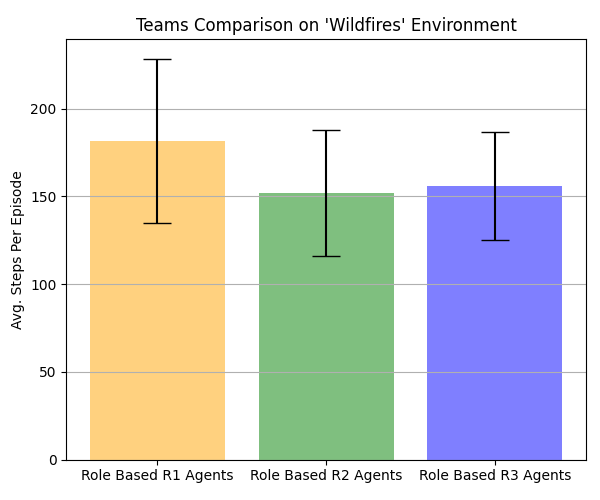 Teams Comparison on 'Wildfires' Environment
Avg. Steps Per Episode
200
150
100
50
0
Role Based R1 Agents
Role Based R2 Agents
Role Based R3 Agents